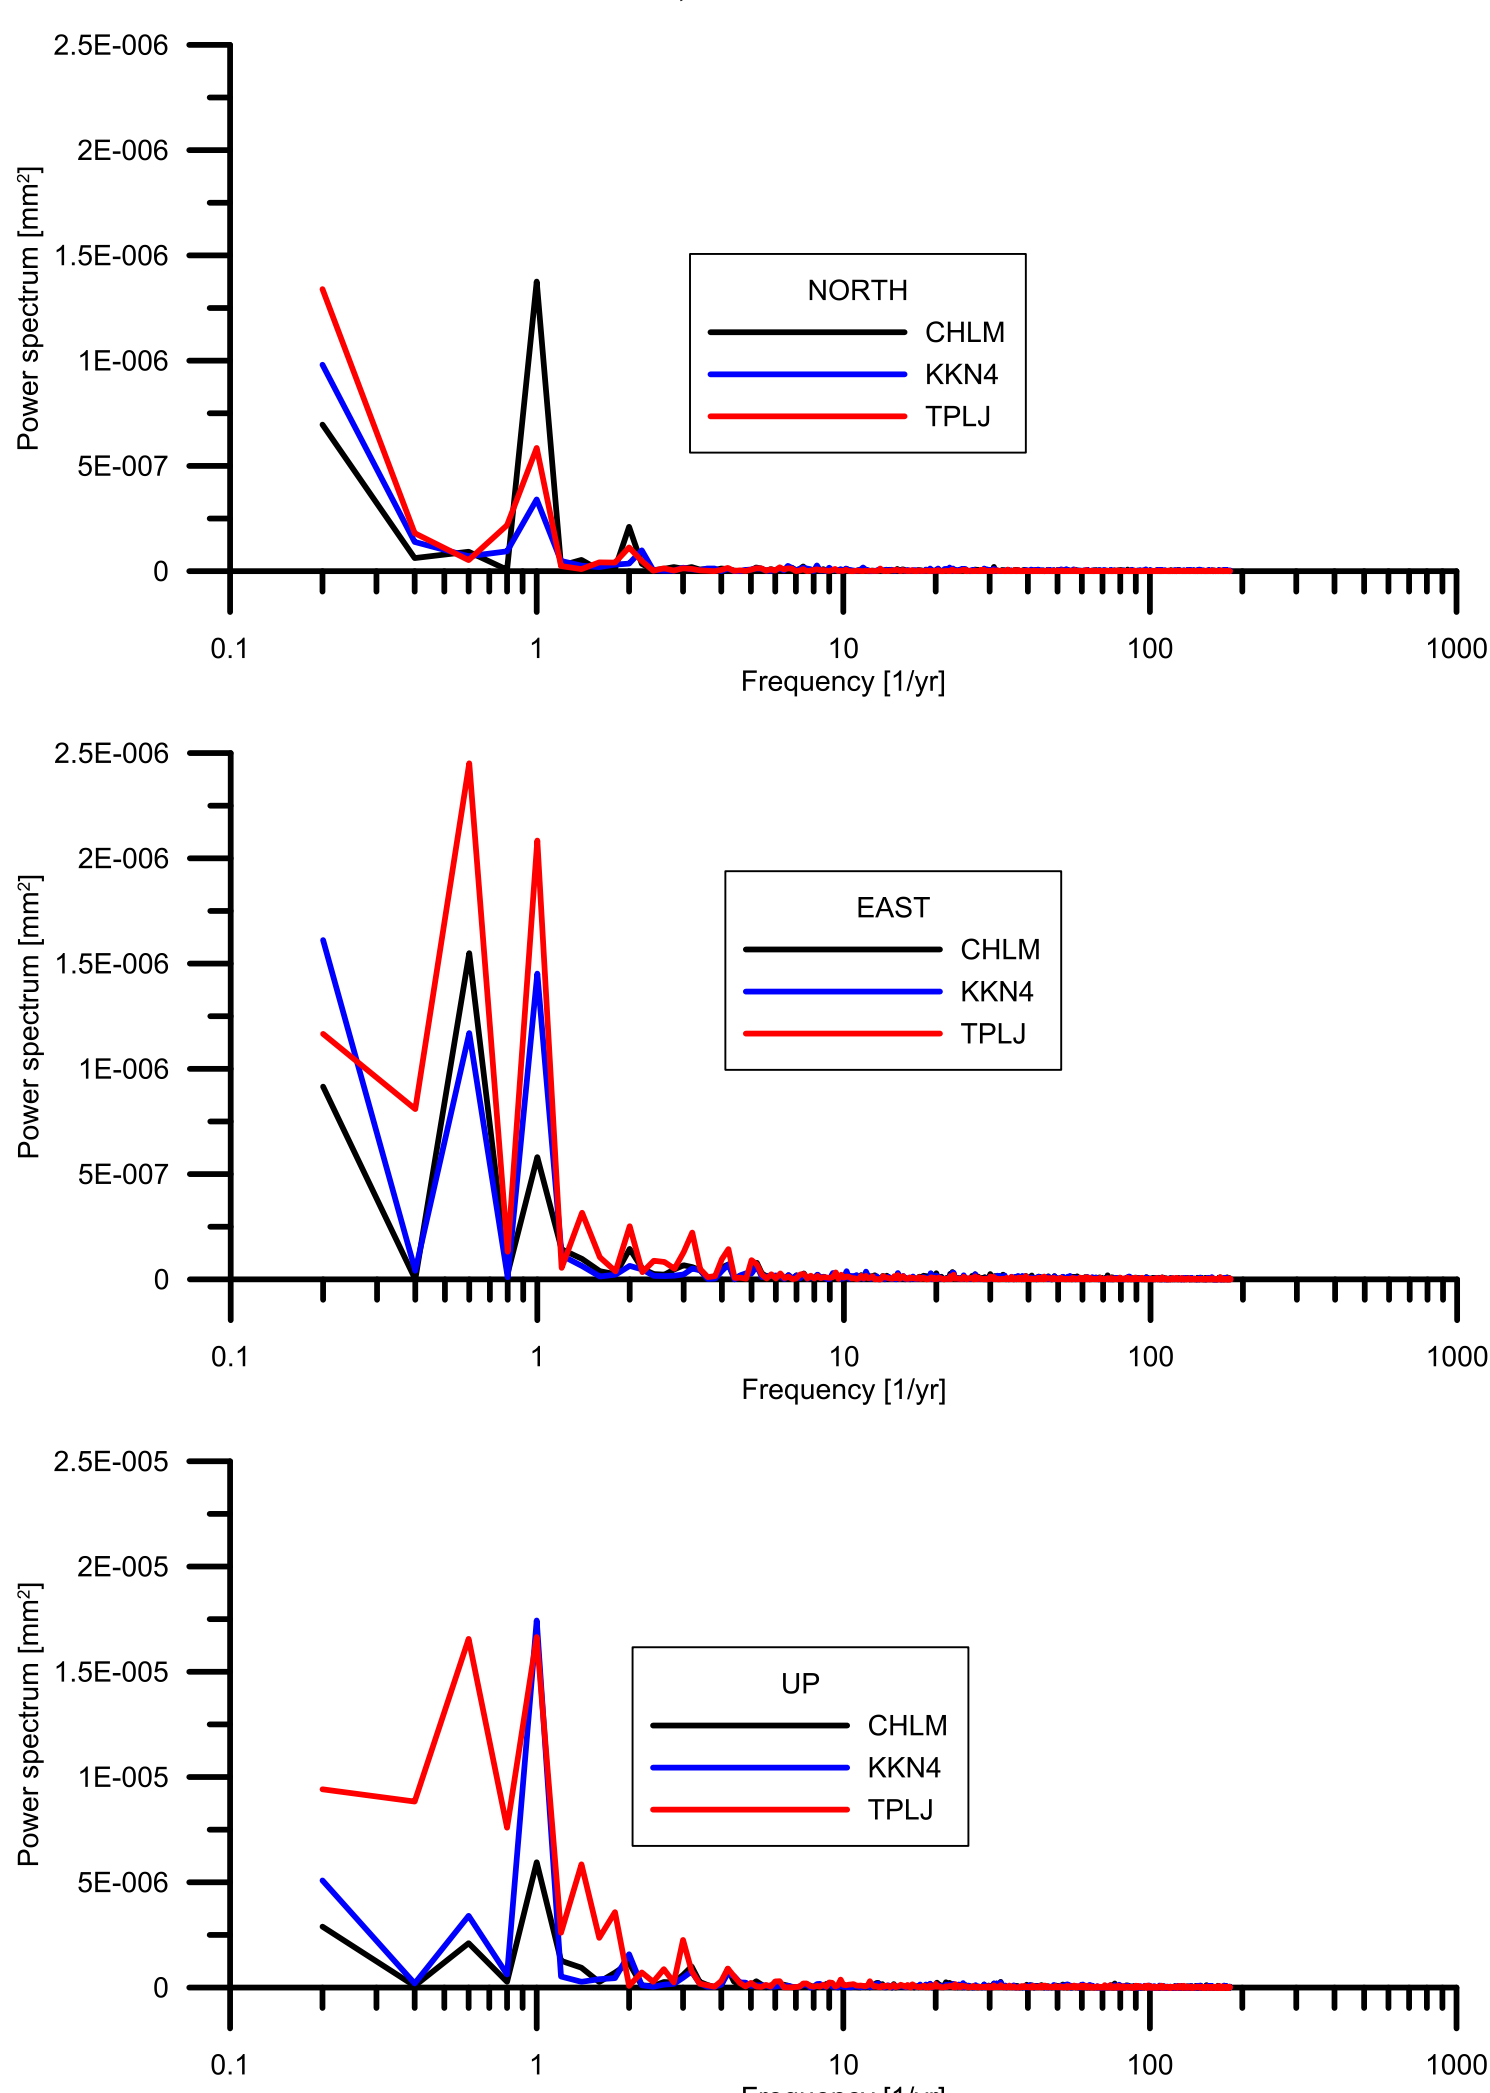 2.5E-006
2E-006
1.5E-006
1E-006
5E-007
0
Power spectrum [mm²]
NORTH
CHLM
KKN4
TPLJ
0.1 1 10 100 1000
Frequency [1/yr]
2.5E-006
2E-006
1.5E-006
1E-006
5E-007
0
Power spectrum [mm²]
EAST
CHLM
KKN4
TPLJ
0.1 1 10 100 1000
Frequency [1/yr]
2.5E-005
2E-005
1.5E-005
1E-005
5E-006
0
Power spectrum [mm²]
UP
CHLM
KKN4
TPLJ
0.1 1 10 100 1000
Frequency [1/yr]